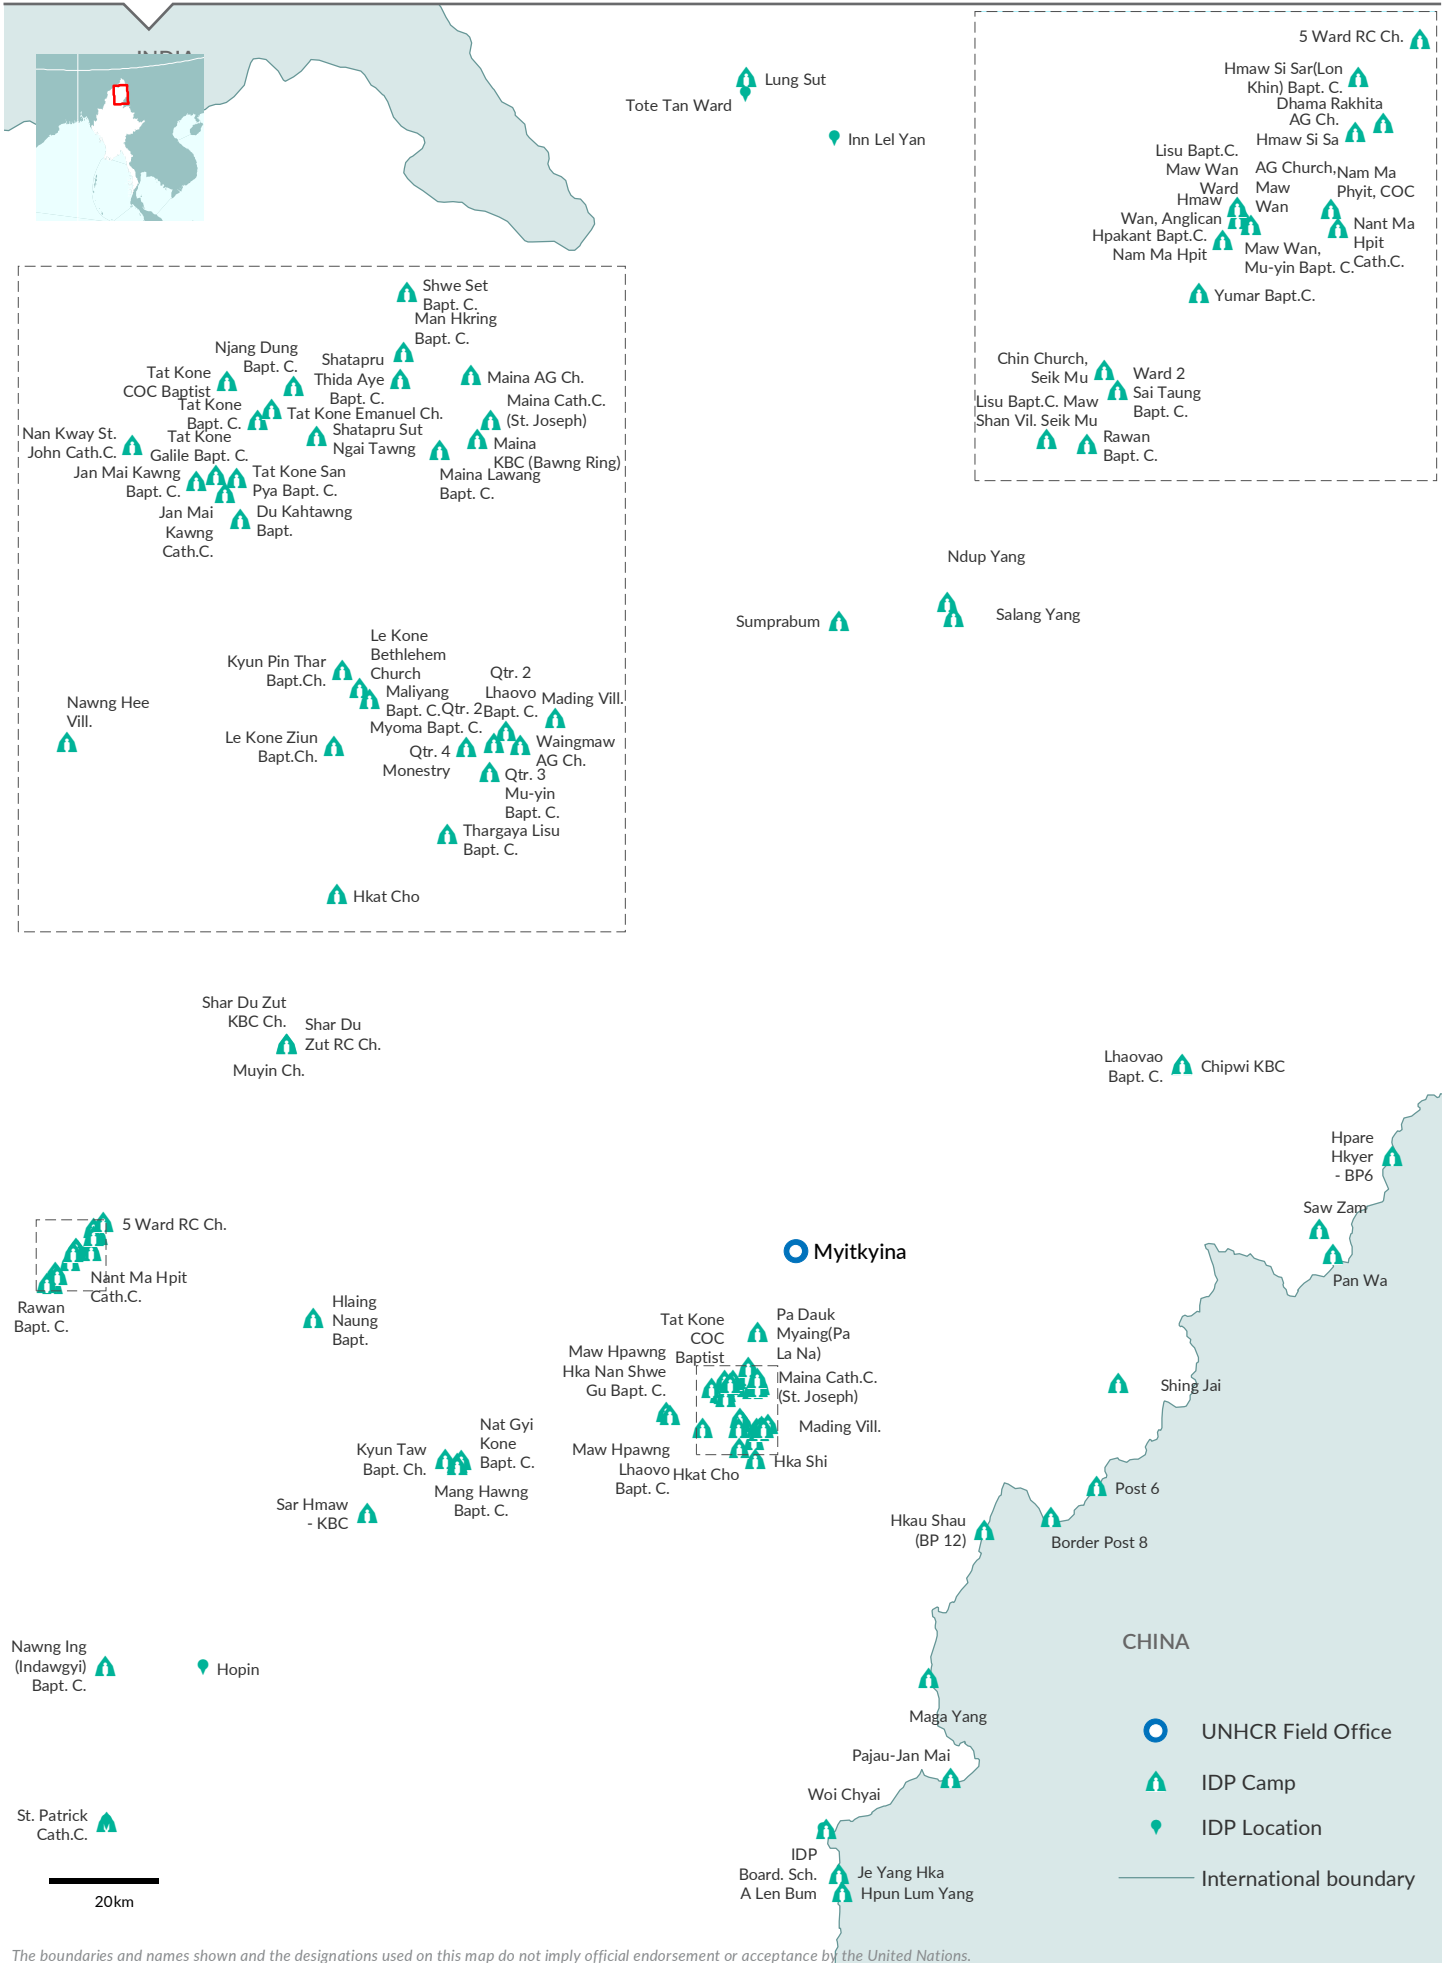 INDIA
Lung Sut
Tote Tan Ward
Inn Lel Yan
5 Ward RC Ch.
Hmaw Si Sar(Lon
Khin) Bapt. C.
Dhama Rakhita
AG Ch.
Hmaw Si Sa
Lisu Bapt.C.
Maw Wan
Ward
AG Church,
Maw
Wan
Nam Ma
Phyit, COC
Hmaw
Wan, Anglican
Nant Ma
Hpit
Cath.C.
Hpakant Bapt.C.
Nam Ma Hpit
Maw Wan,
Mu-yin Bapt. C.
Yumar Bapt.C.
Chin Church,
Seik Mu
Ward 2
Sai Taung
Bapt. C.
Lisu Bapt.C. Maw
Shan Vil. Seik Mu
Rawan
Bapt. C.
Shwe Set
Bapt. C.
Man Hkring
Bapt. C.
Njang Dung
Bapt. C.
Shatapru
Thida Aye
Bapt. C.
Tat Kone
COC Baptist
Maina AG Ch.
Tat Kone
Bapt. C.
Tat Kone Emanuel Ch.
Maina Cath.C.
(St. Joseph)
Nan Kway St.
John Cath.C.
Tat Kone
Galile Bapt. C.
Shatapru Sut
Ngai Tawng
Maina
KBC (Bawng Ring)
Jan Mai Kawng
Bapt. C.
Tat Kone San
Pya Bapt. C.
Maina Lawang
Bapt. C.
Jan Mai
Kawng
Cath.C.
Du Kahtawng
Bapt.
Ndup Yang
Sumprabum
Salang Yang
Le Kone
Bethlehem
Church
Kyun Pin Thar
Bapt.Ch.
Maliyang
Bapt. C.
Qtr. 2
Lhaovo
Bapt. C.
Mading Vill.
Nawng Hee
Vill.
Qtr. 2
Myoma Bapt. C.
Le Kone Ziun
Bapt.Ch.
Qtr. 4
Monestry
Waingmaw
AG Ch.
Qtr. 3
Mu-yin
Bapt. C.
Thargaya Lisu
Bapt. C.
Hkat Cho
Shar Du Zut
KBC Ch.
Shar Du
Zut RC Ch.
Muyin Ch.
Lhaovao
Bapt. C.
Chipwi KBC
Hpare
Hkyer
- BP6
Saw Zam
Pan Wa
5 Ward RC Ch.
Nant Ma Hpit
Cath.C.
Rawan
Bapt. C.
Myitkyina
Hlaing
Naung
Bapt.
Tat Kone
COC
Baptist
Pa Dauk
Myaing(Pa
La Na)
Maw Hpawng
Hka Nan Shwe
Gu Bapt. C.
Maina Cath.C.
(St. Joseph)
Shing Jai
Mading Vill.
Nat Gyi
Kone
Bapt. C.
Kyun Taw
Bapt. Ch.
Maw Hpawng
Lhaovo
Bapt. C.
Hkat Cho
Hka Shi
Mang Hawng
Bapt. C.
Sar Hmaw
- KBC
Post 6
Hkau Shau
(BP 12)
Border Post 8
CHINA
Nawng Ing
(Indawgyi)
Bapt. C.
Hopin
Maga Yang
Pajau-Jan Mai
Woi Chyai
St. Patrick
Cath.C.
IDP
Board. Sch.
A Len Bum
Je Yang Hka
Hpun Lum Yang
UNHCR Field Office
IDP Camp
IDP Location
International boundary
20km
The boundaries and names shown and the designations used on this map do not imply official endorsement or acceptance by the United Nations.